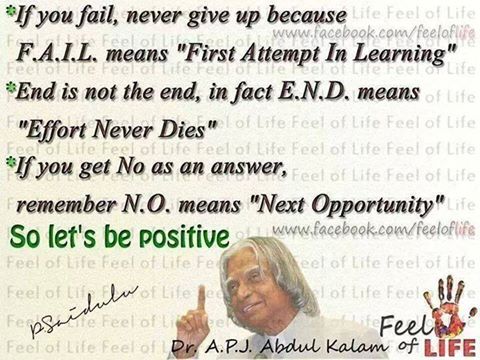 *If you fail, never give up because
www.facebook.com/feeloflife
F.A.I.L. means "First Attempt In Learning"
*End is not the end, in fact E.N.D. means
"Effort Never Dies"
*If you get No as an answer,
remember N.O. means "Next Opportunity"
www.facebook.com/feeloflife
So let's be positive
Dr. A.P.J. Abdul Kalam
Feel
of LIFE